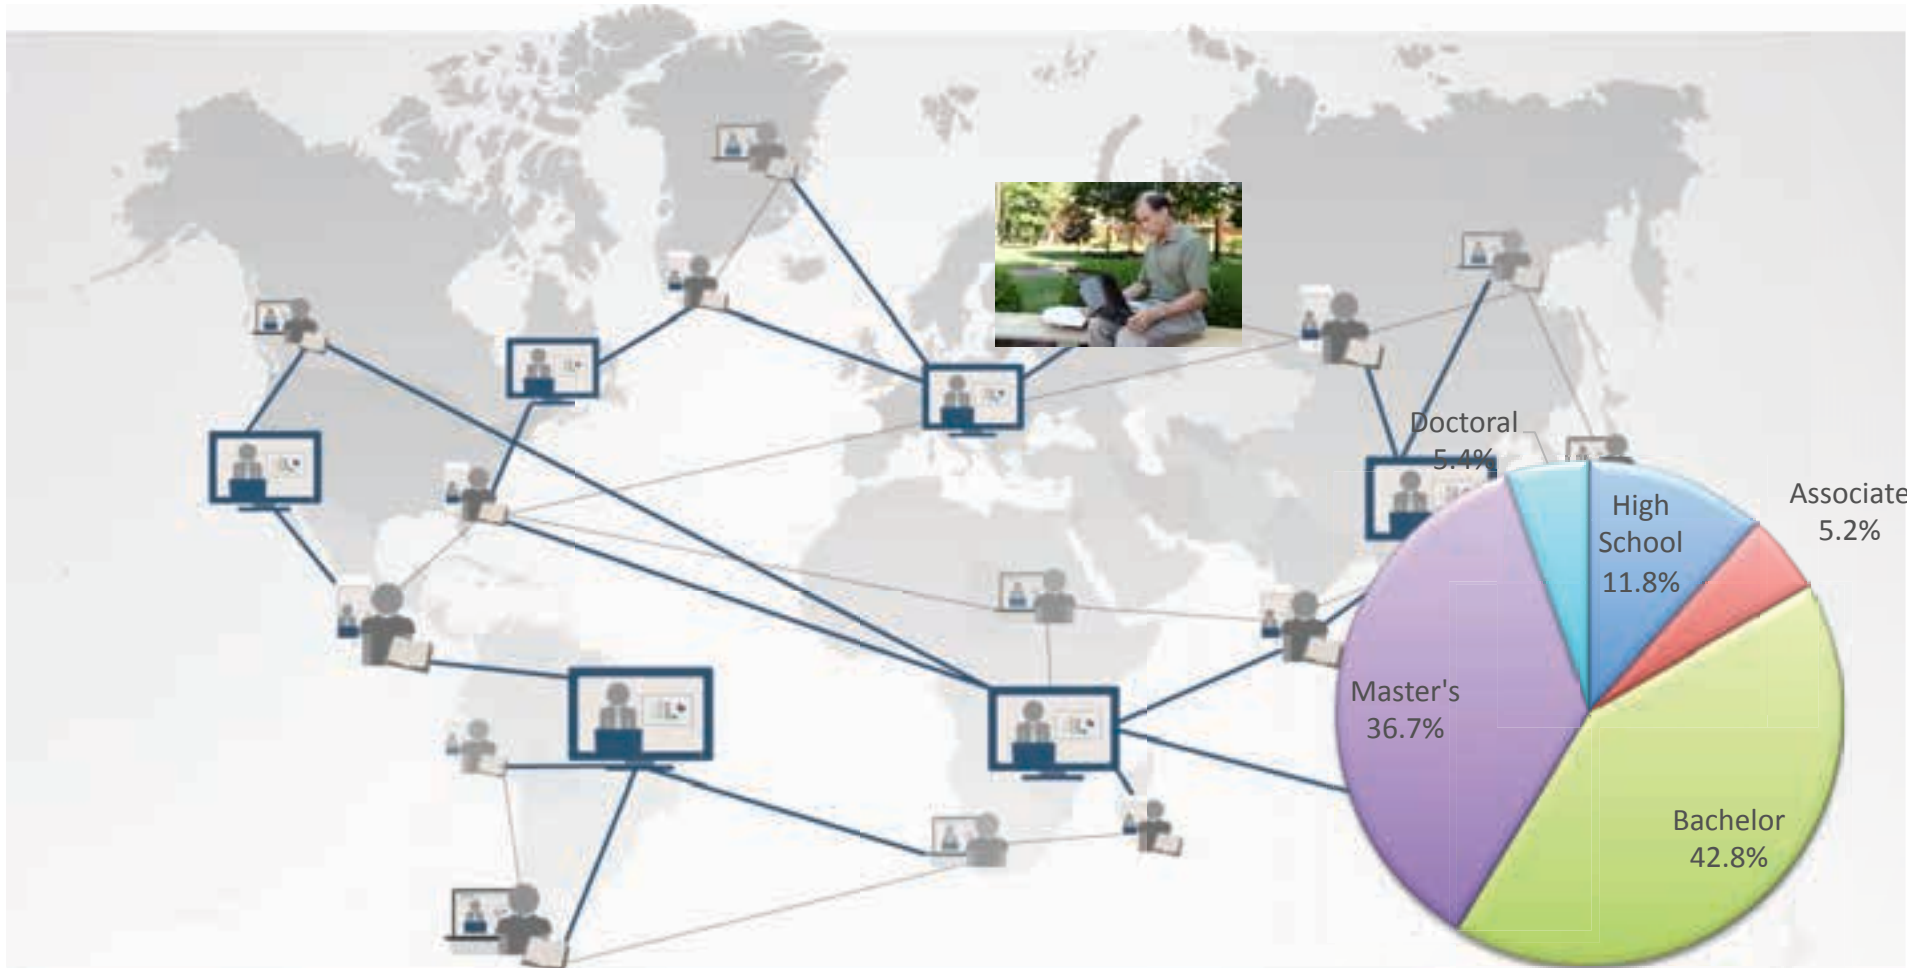 Doctoral
5.4%
High
School
11.8%
Associate
5.2%
Master's
36.7%
Bachelor
42.8%